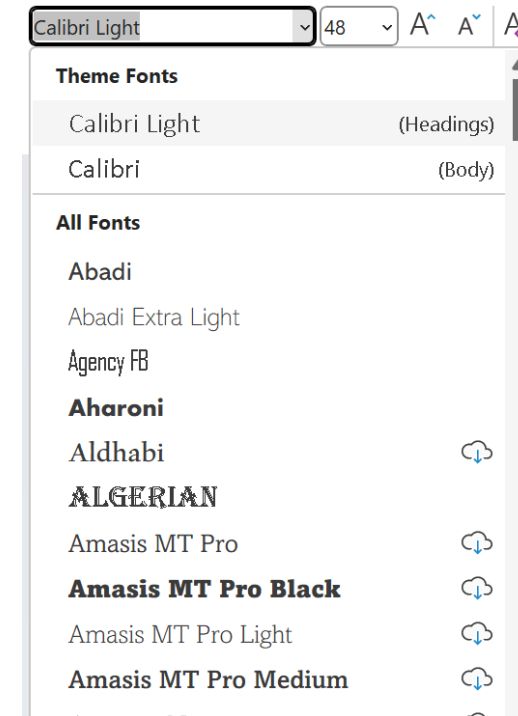 Calibri Light 48 A A
Theme Fonts
Calibri Light (Headings)
Calibri (Body)
All Fonts
Abadi
Abadi Extra Light
Agency FB
Aharoni
Aldhabi
ALGERIAN
Amasis MT Pro
Amasis MT Pro Black
Amasis MT Pro Light
Amasis MT Pro Medium